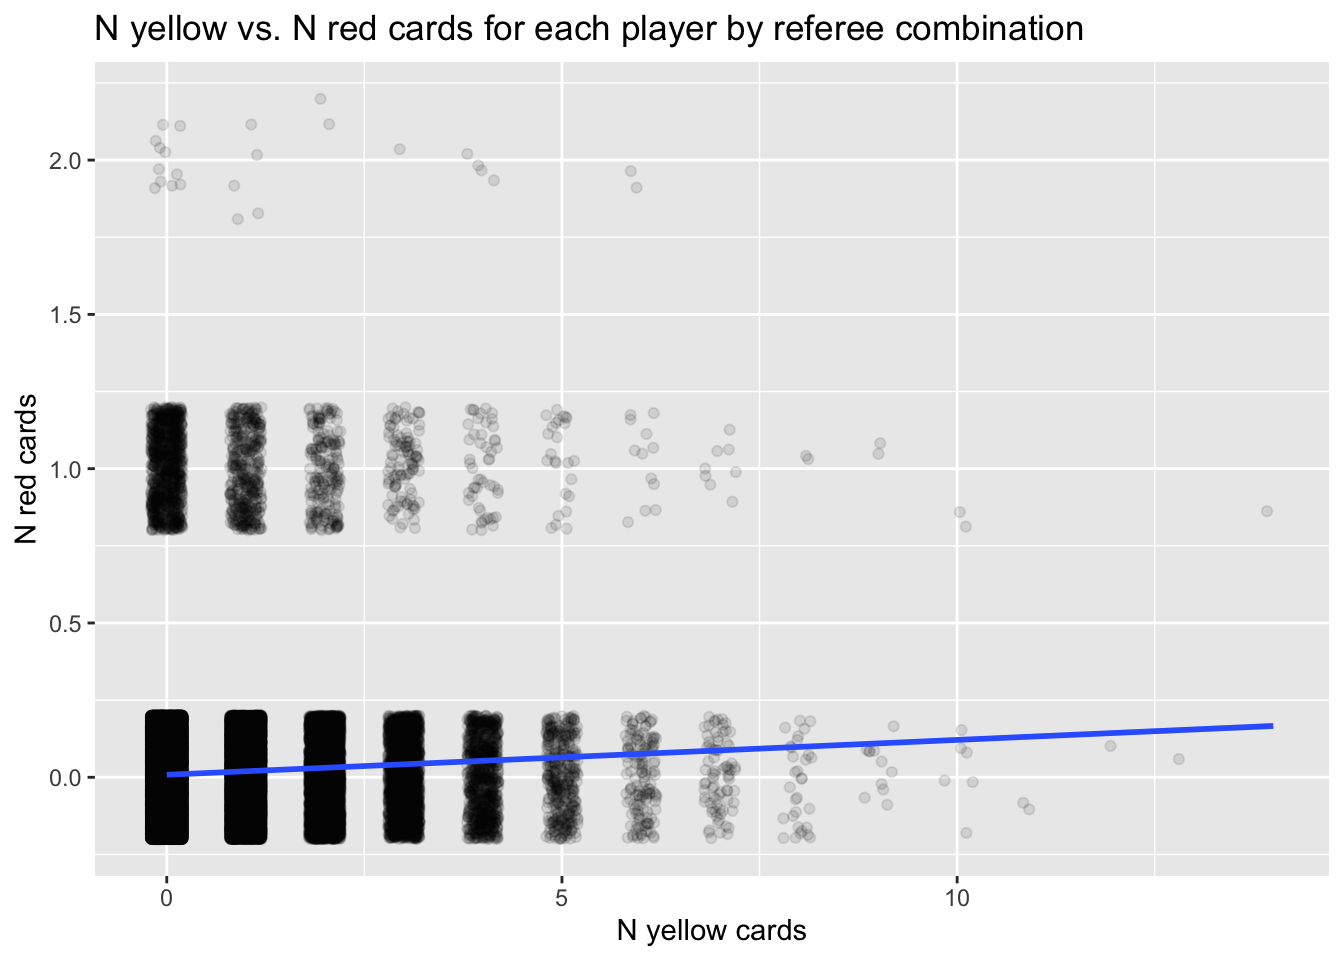 N yellow vs. N red cards for each player by referee combination
2.0
1.5
1.0
0.5
0.0
N red cards
0
5
10
N yellow cards